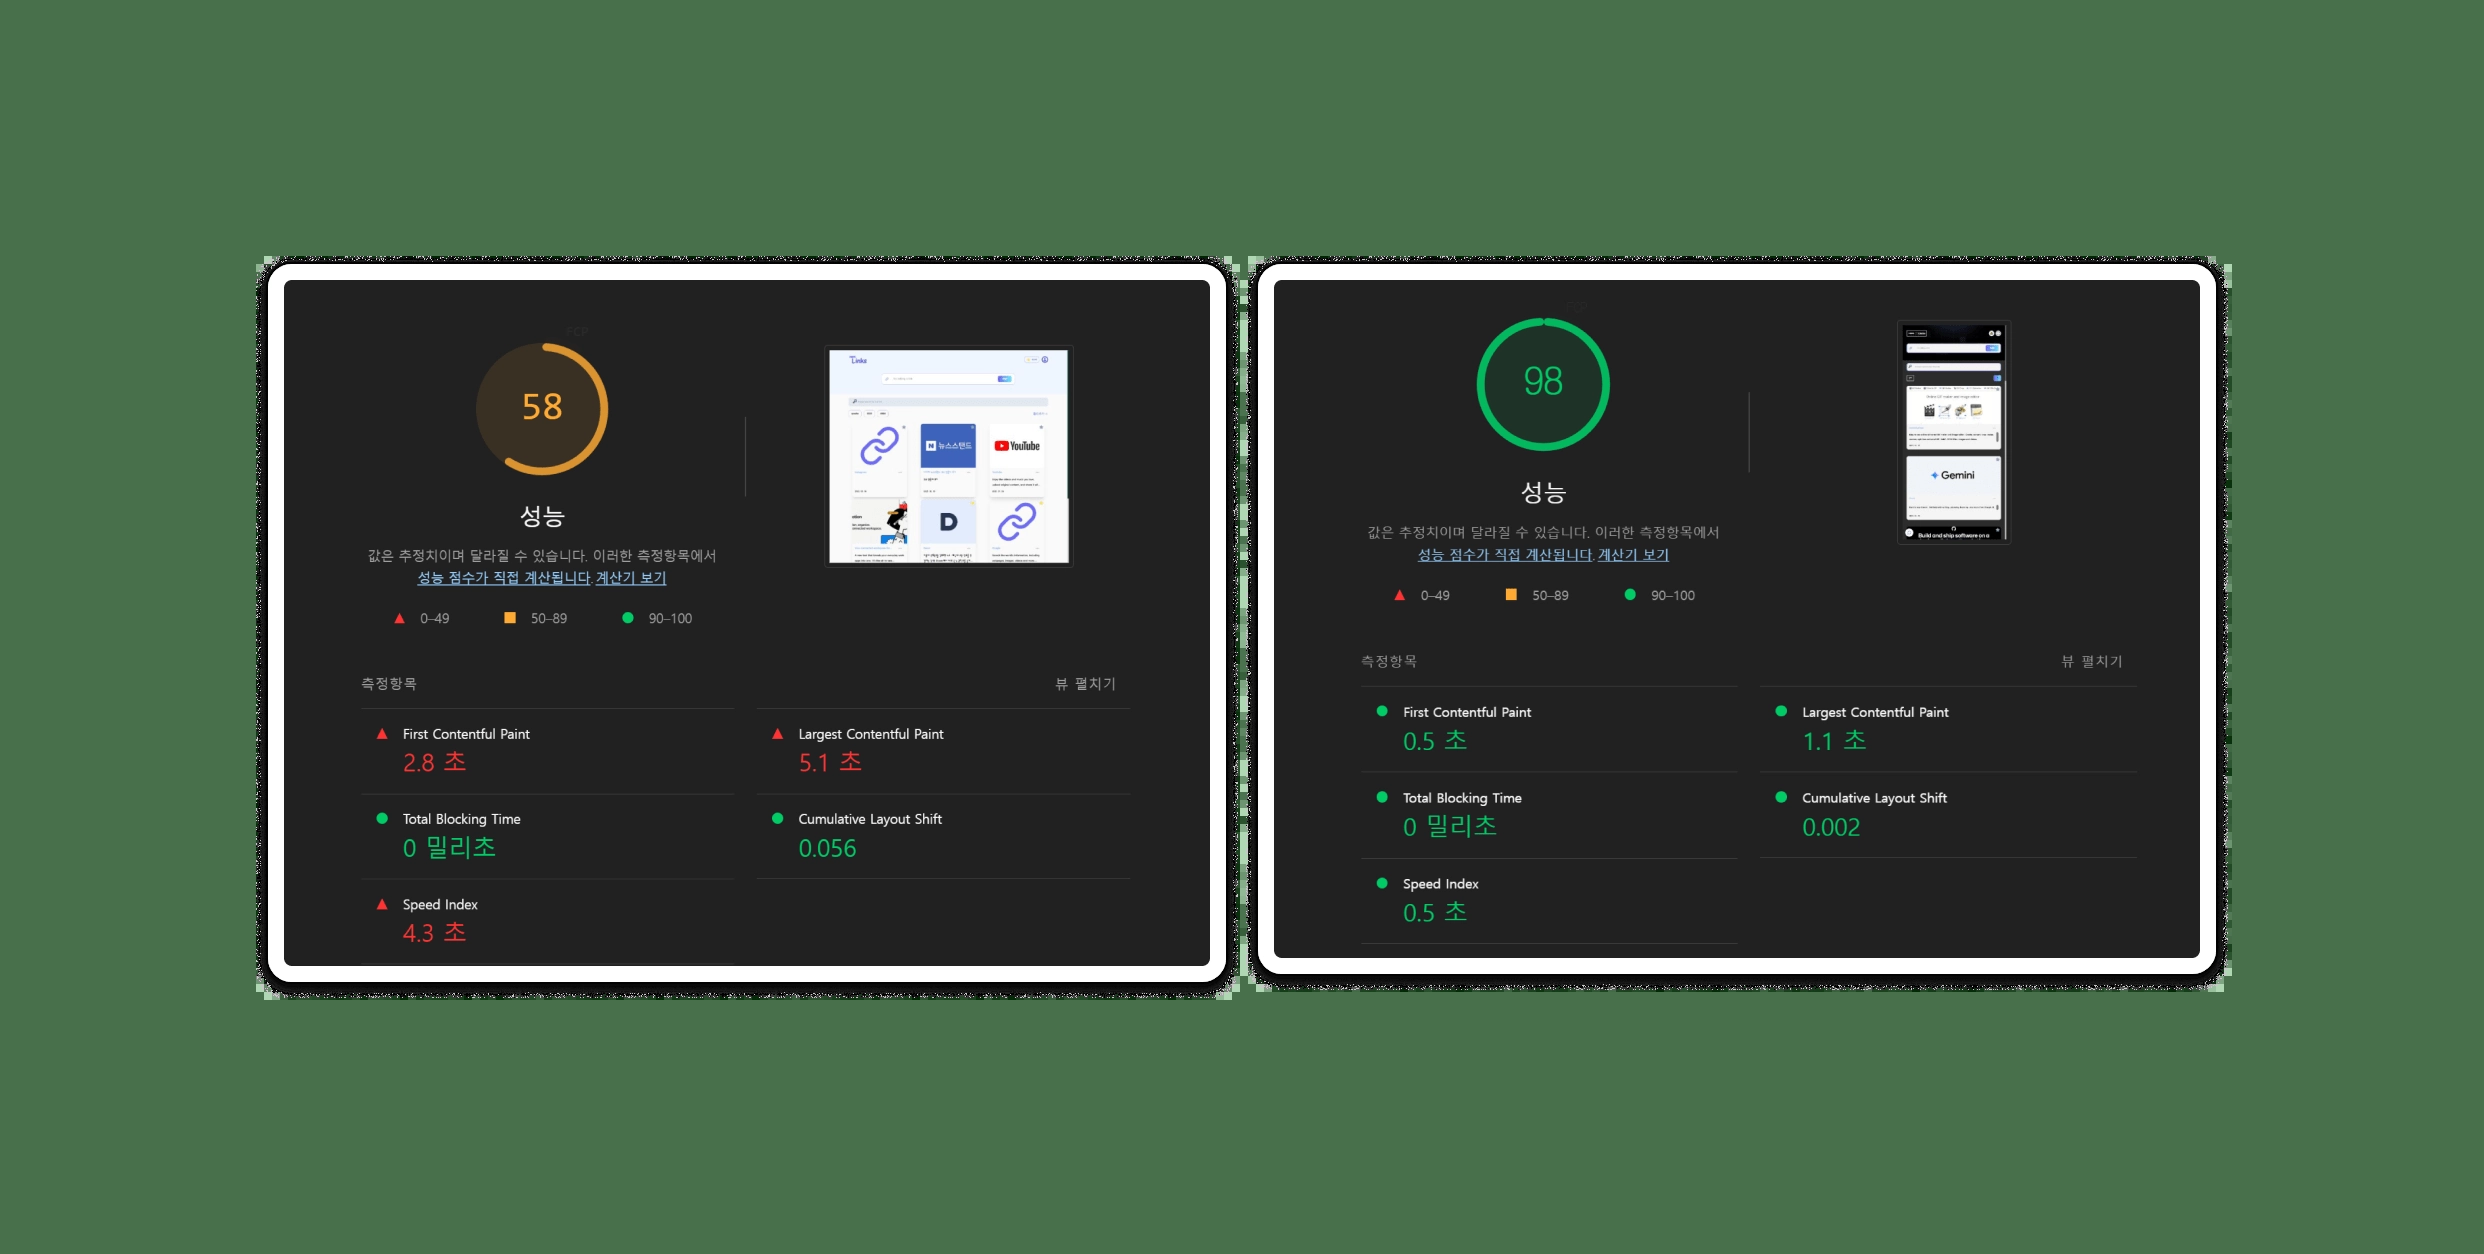 FCP
58
성능
값은 추정치이며 달라질 수 있습니다. 이러한 측정항목에서
성능 점수가 직접 계산됩니다. 계산기 보기
0–49
50–89
90–100
Linkz
뉴스스탠드
YouTube
D
측정항목
뷰 펼치기
First Contentful Paint
2.8 초
Largest Contentful Paint
5.1 초
Total Blocking Time
0 밀리초
Cumulative Layout Shift
0.056
Speed Index
4.3 초
98
성능
값은 추정치이며 달라질 수 있습니다. 이러한 측정항목에서
성능 점수가 직접 계산됩니다. 계산기 보기
0–49
50–89
90–100
Gemini
Build and ship software on a
측정항목
뷰 펼치기
First Contentful Paint
0.5 초
Largest Contentful Paint
1.1 초
Total Blocking Time
0 밀리초
Cumulative Layout Shift
0.002
Speed Index
0.5 초